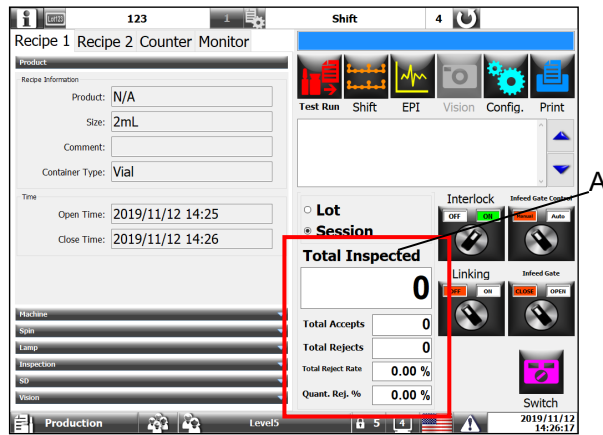 Lot123 123 1 Shift 4
Recipe 1 Recipe 2 Counter Monitor
Product
Recipe Information
Product: N/A
Size: 2mL
Comment:
Container Type: Vial
Time
Open Time: 2019/11/12 14:25
Close Time: 2019/11/12 14:26
Machine
Spin
Lamp
Inspection
SD
Vision
Test Run Shift EPI Vision Config. Print
A
Lot
Session
Total Inspected
0
Total Accepts 0
Total Rejects 0
Total Reject Rate 0.00 %
Quant. Rej. % 0.00 %
Interlock Infeed Gate Control
OFF ON Manual Auto
Linking Infeed Gate
OFF ON CLOSE OPEN
Switch
Production Level5 8 5 4 2019/11/12
14:26:17